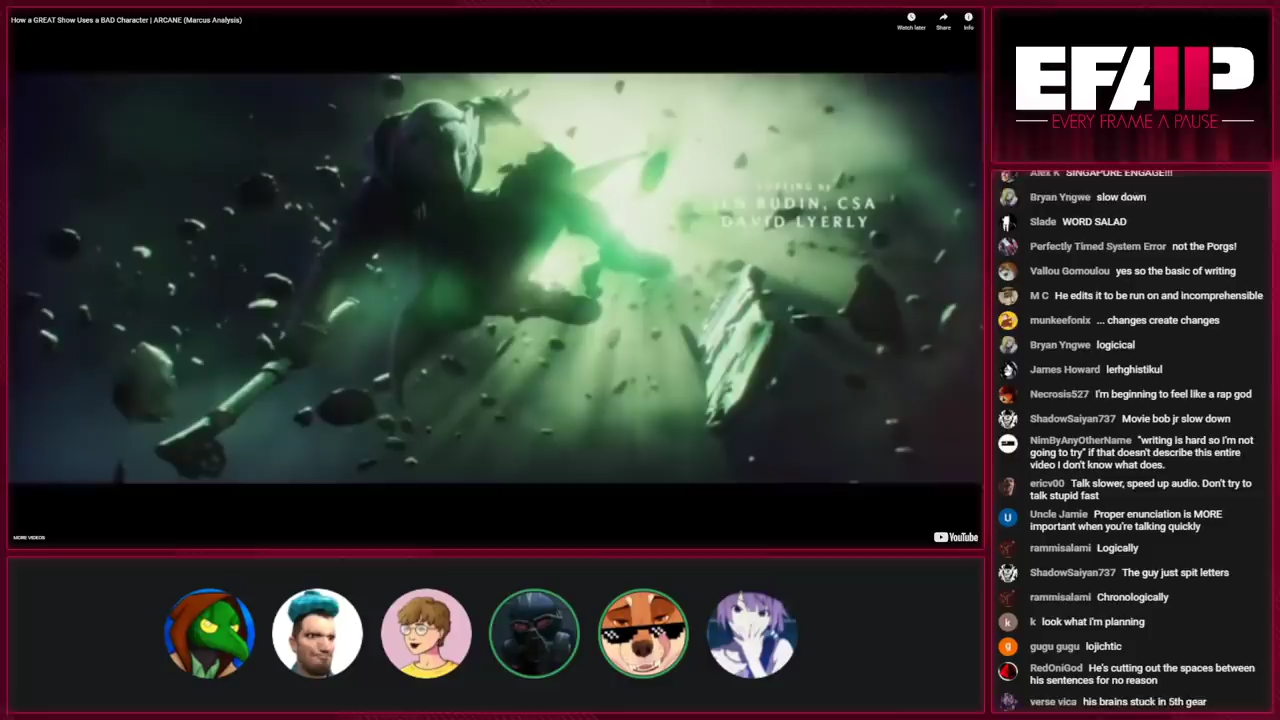 How a GREAT Show Uses a BAD Character | ARCANE (Marcus Analysis)
Watch later
Share
Info
BUDIN, CSA
DAVID LYERLY
MORE VIDEOS
YouTube
EFAP
EVERY FRAME A PAUSE
Alex K SINGAPORE ENGAGE!!!
Bryan Yngwe slow down
Slade WORD SALAD
Perfectly Timed System Error not the Porgs!
Vallou Gomoulou yes so the basic of writing
M C He edits it to be run on and incomprehensible
munkeefonix ... changes create changes
Bryan Yngwe logicical
James Howard lerhghistikul
Necrosis527 I'm beginning to feel like a rap god
ShadowSaiyan737 Movie bob jr slow down
NimByAnyOtherName "writing is hard so I'm not
going to try" if that doesn't describe this entire
video I don't know what does.
ericv00 Talk slower, speed up audio. Don't try to
talk stupid fast
U
Uncle Jamie Proper enunciation is MORE
important when you're talking quickly
rammisalami Logically
ShadowSaiyan737 The guy just spit letters
rammisalami Chronologically
k
k look what i'm planning
g
gugu gugu lojichtic
RedOniGod He's cutting out the spaces between
his sentences for no reason
verse vica his brains stuck in 5th gear